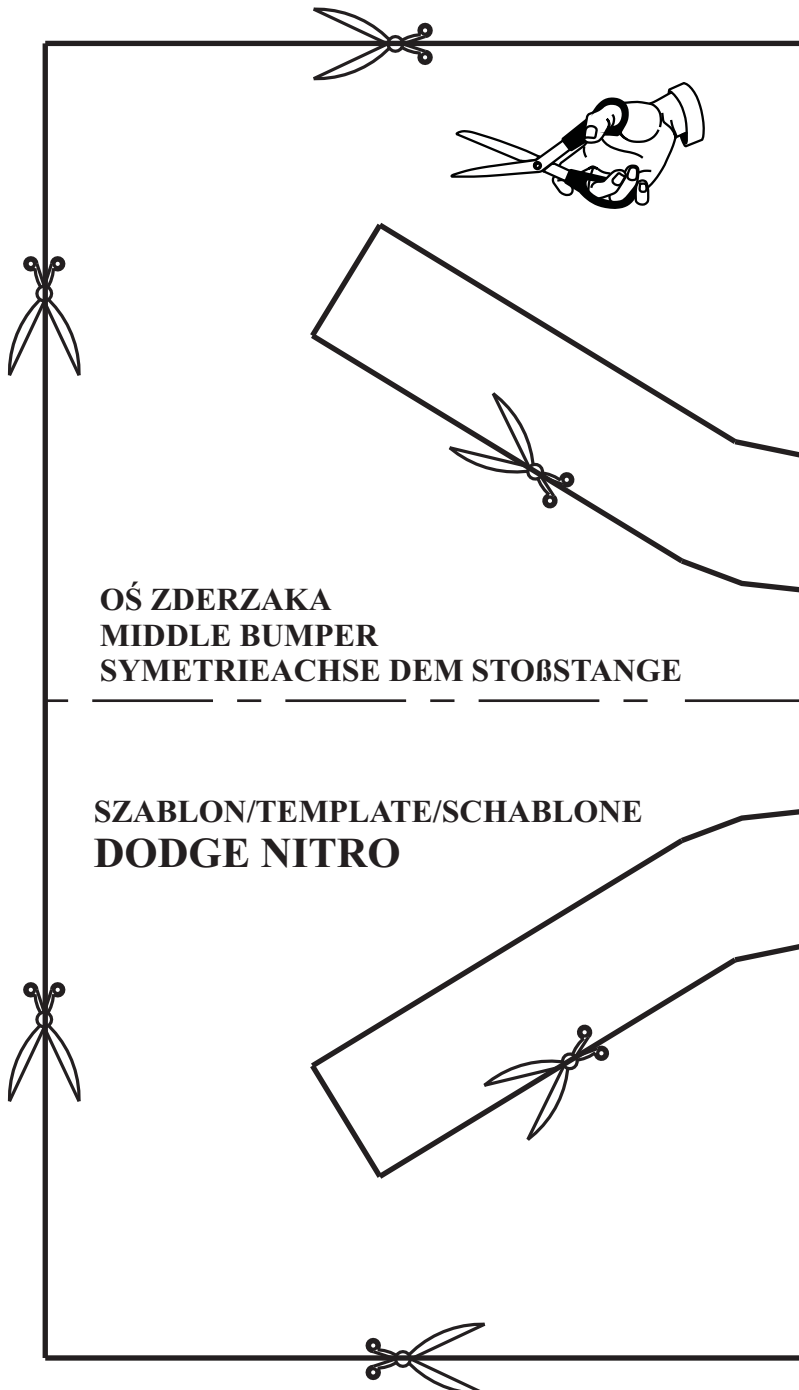 OŚ ZDERZAKA
MIDDLE BUMPER
SYMETRIEACHSE DEM STOßSTANGE
SZABLON/TEMPLATE/SCHABLONE
DODGE NITRO